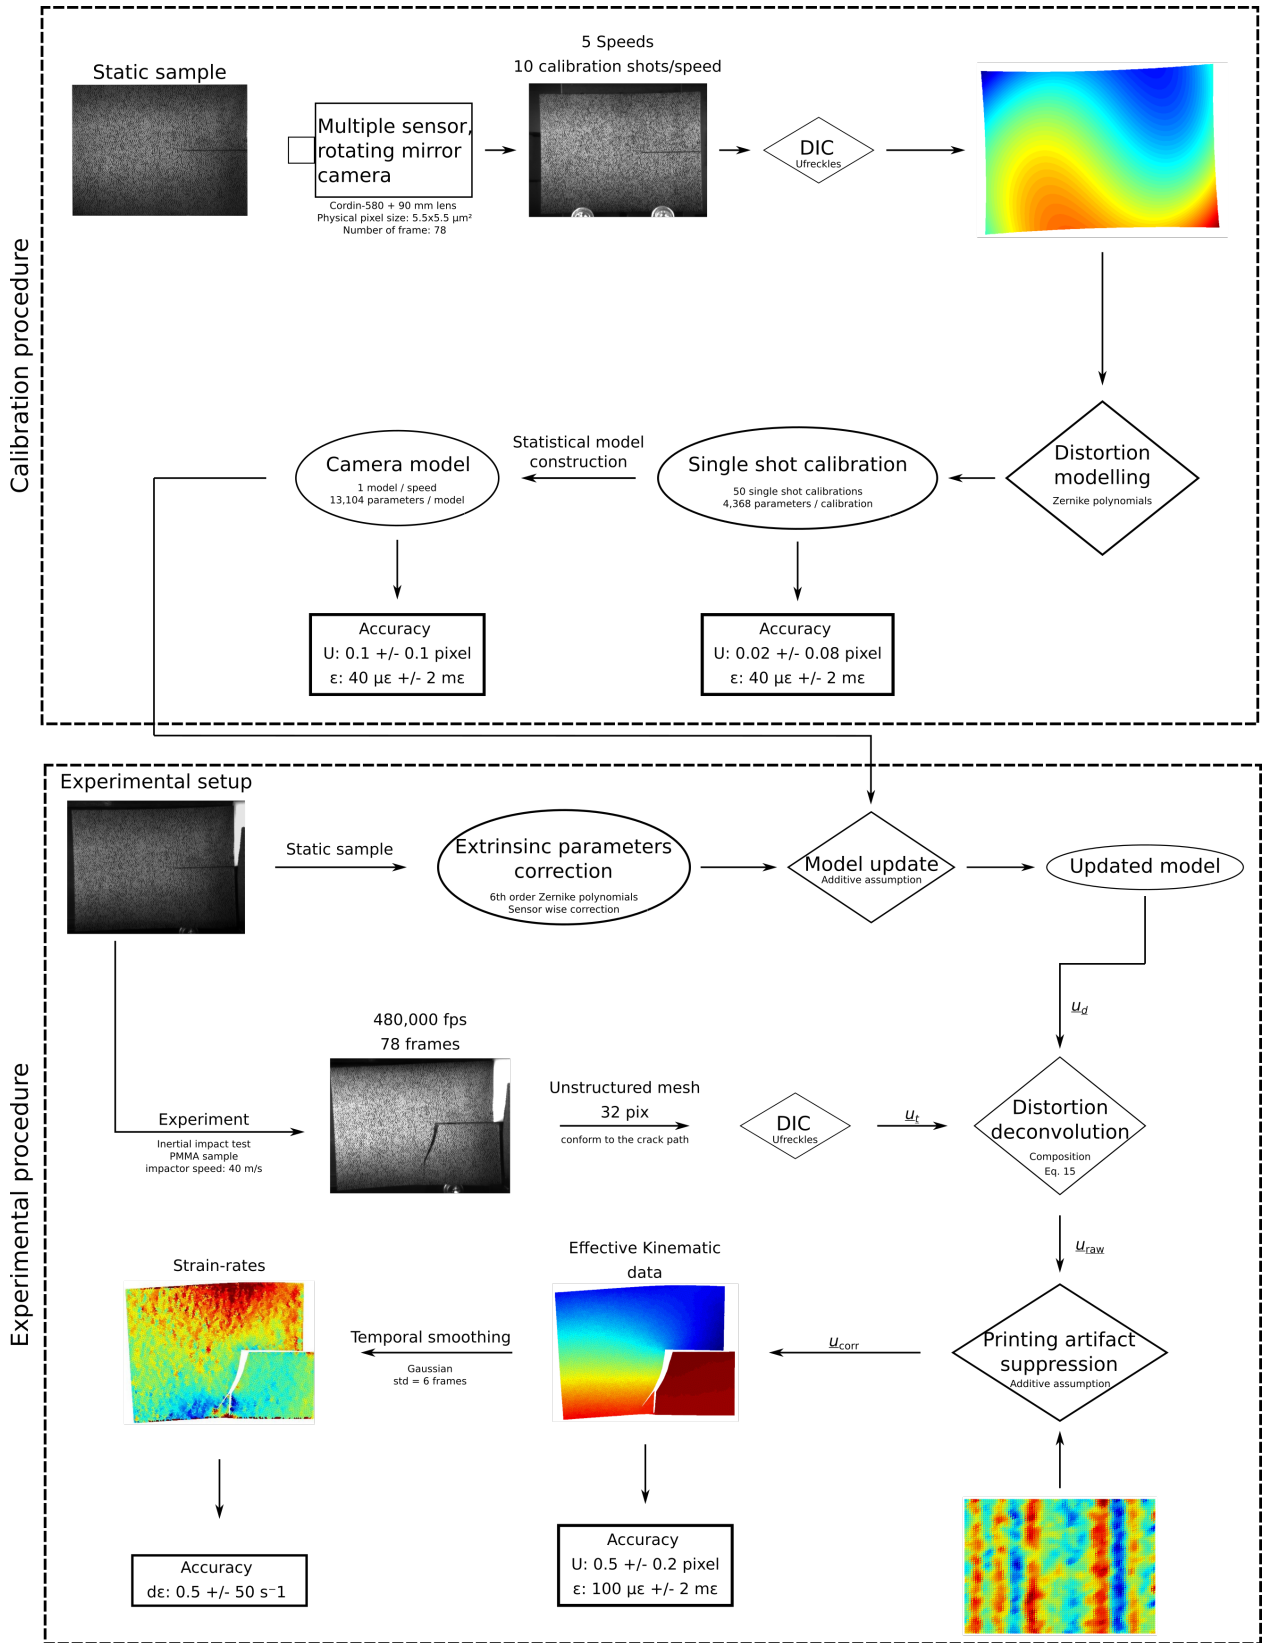 Calibration procedure
Static sample
Multiple sensor,
rotating mirror
camera
Cordin-580 + 90 mm lens
Physical pixel size: 5.5x5.5 µm²
Number of frame: 78
5 Speeds
10 calibration shots/speed
DIC
Ufreckles
Distortion
modelling
Zernike polynomials
Single shot calibration
50 single shot calibrations
4,368 parameters / calibration
Statistical model
construction
Camera model
1 model / speed
13,104 parameters / model
Accuracy
U: 0.1 +/- 0.1 pixel
ε: 40 µε +/- 2 mε
Accuracy
U: 0.02 +/- 0.08 pixel
ε: 40 µε +/- 2 mε
Experimental procedure
Experimental setup
Static sample
Extrinsinc parameters
correction
6th order Zernike polynomials
Sensor wise correction
Model update
Additive assumption
Updated model
u_d
Experiment
Inertial impact test
PMMA sample
impactor speed: 40 m/s
480,000 fps
78 frames
Unstructured mesh
32 pix
conform to the crack path
DIC
Ufreckles
u_t
Distortion
deconvolution
Composition
Eq. 15
u_raw
Printing artifact
suppression
Additive assumption
u_corr
Effective Kinematic
data
Temporal smoothing
Gaussian
std = 6 frames
Strain-rates
Accuracy
U: 0.5 +/- 0.2 pixel
ε: 100 µε +/- 2 mε
Accuracy
dε: 0.5 +/- 50 s⁻1